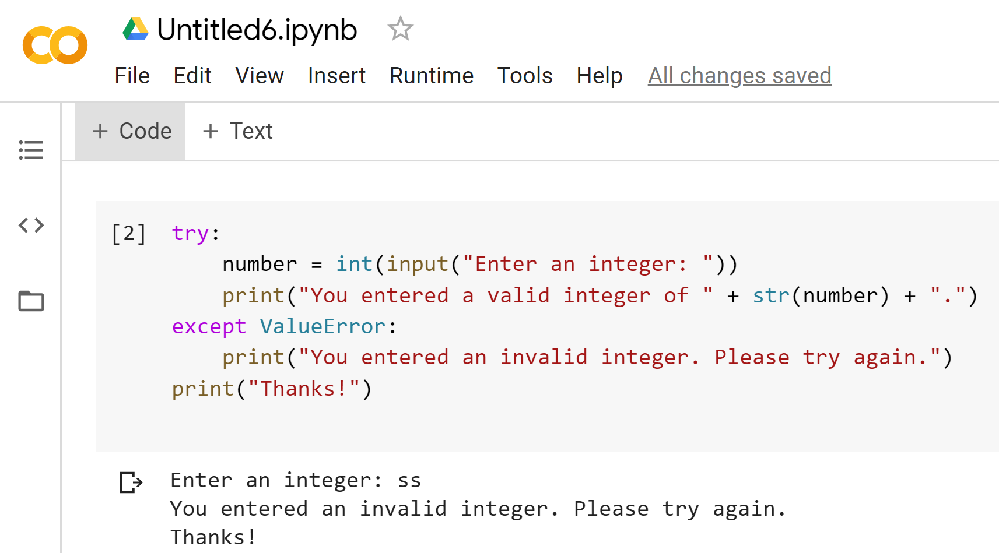 Untitled6.ipynb
File Edit View Insert Runtime Tools Help All changes saved
+ Code + Text
[2] try:
    number = int(input("Enter an integer: "))
    print("You entered a valid integer of " + str(number) + ".")
except ValueError:
    print("You entered an invalid integer. Please try again.")
print("Thanks!")
Enter an integer: ss
You entered an invalid integer. Please try again.
Thanks!